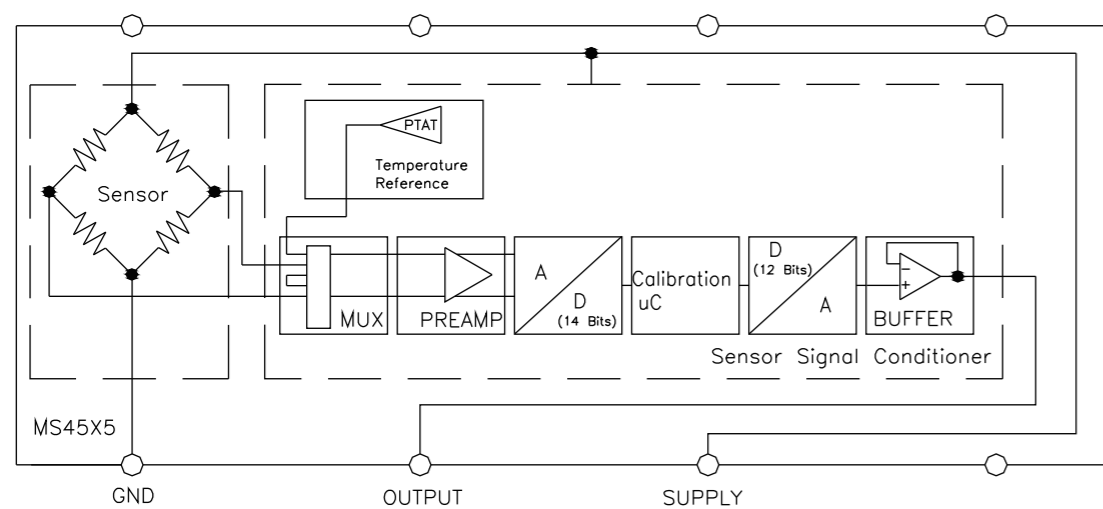 PTAT
Temperature
Reference
Sensor
MUX
PREAMP
A
D
(14 Bits)
Calibration
uC
D
(12 Bits)
A
BUFFER
Sensor Signal Conditioner
MS45X5
GND
OUTPUT
SUPPLY